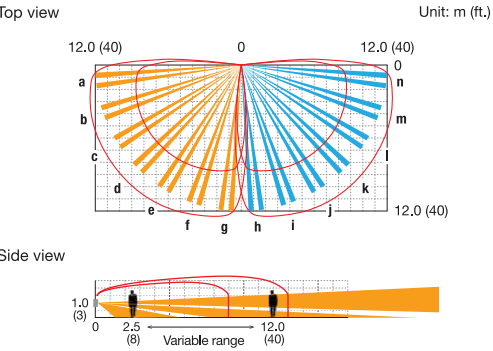 Top view
Unit: m (ft.)
12.0 (40) 0 12.0 (40)
0
a n
b m
c l
d k
e j
f g h i
12.0 (40)
Side view
1.0
(3)
0 2.5 12.0
(8) Variable range (40)